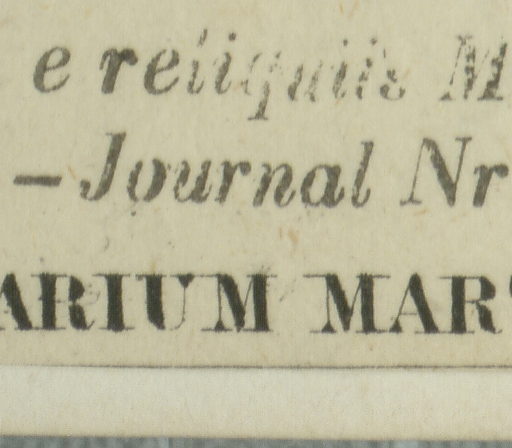 e reliquiis M
—Journal Nr
ARIUM MAR